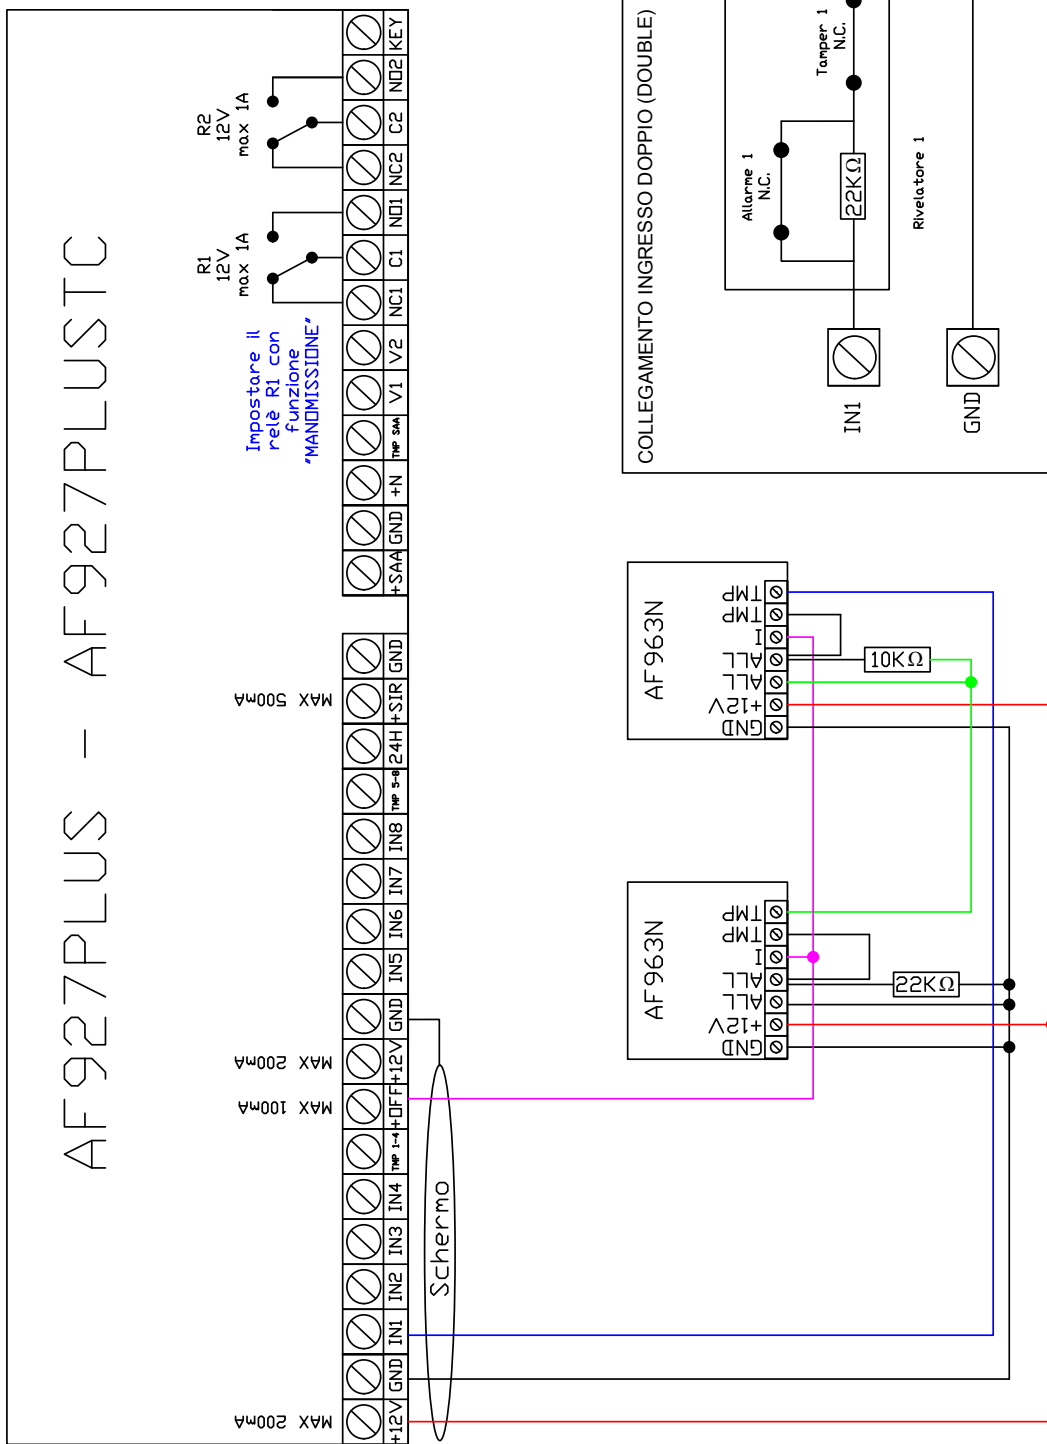 AF927PLUS - AF927PLUSTC
R2
12V
max 1A
R1
12V
max 1A
Impostare il
relè R1 con
funzione
"MANOMISSIONE"
MAX 200mA
MAX 100mA
MAX 200mA
MAX 500mA
+12V
GND
IN1
IN2
IN3
IN4
TMP 1-4
+OFF
+12V
GND
IN5
IN6
IN7
IN8
TMP 5-8
24H
+SIR
GND
+SAA
GND
+N
TMP SAA
V1
V2
NC1
C1
NO1
NC2
C2
NO2
KEY
Schermo
AF963N
GND
+12V
ALL
ALL
I
TMP
TMP
22KΩ
AF963N
GND
+12V
ALL
ALL
I
TMP
TMP
10KΩ
COLLEGAMENTO INGRESSO DOPPIO (DOUBLE)
Allarme 1
N.C.
Tamper 1
N.C.
22KΩ
Rivelatore 1
IN1
GND